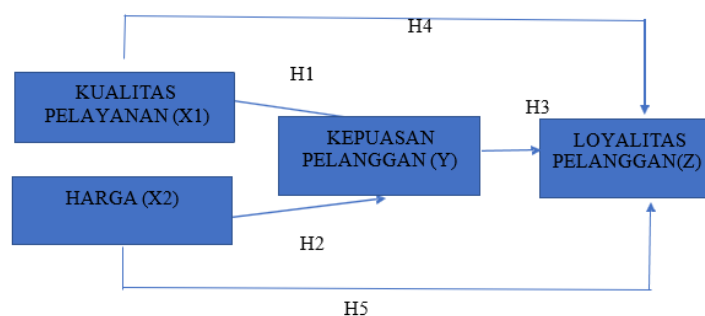 H4
H1
KUALITAS
PELAYANAN (X1)
H3
KEPUASAN
PELANGGAN (Y)
LOYALITAS
PELANGGAN(Z)
HARGA (X2)
H2
H5